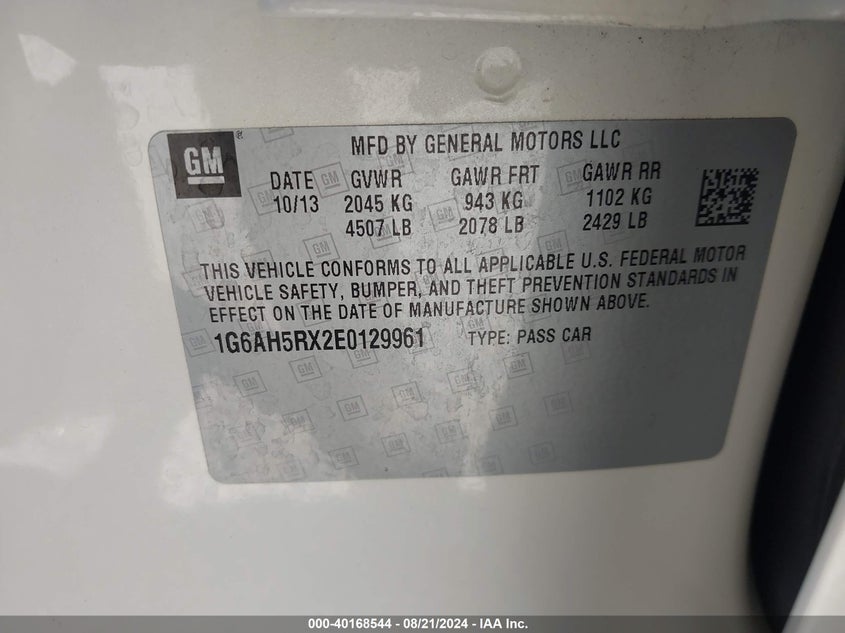 GM
MFD BY GENERAL MOTORS LLC
DATE GVWR GAWR FRT GAWR RR
10/13 2045 KG 943 KG 1102 KG
4507 LB 2078 LB 2429 LB
THIS VEHICLE CONFORMS TO ALL APPLICABLE U.S. FEDERAL MOTOR
VEHICLE SAFETY, BUMPER, AND THEFT PREVENTION STANDARDS IN
EFFECT ON THE DATE OF MANUFACTURE SHOWN ABOVE.
1G6AH5RX2E0129961 TYPE: PASS CAR
000-40168544 - 08/21/2024 - IAA Inc.